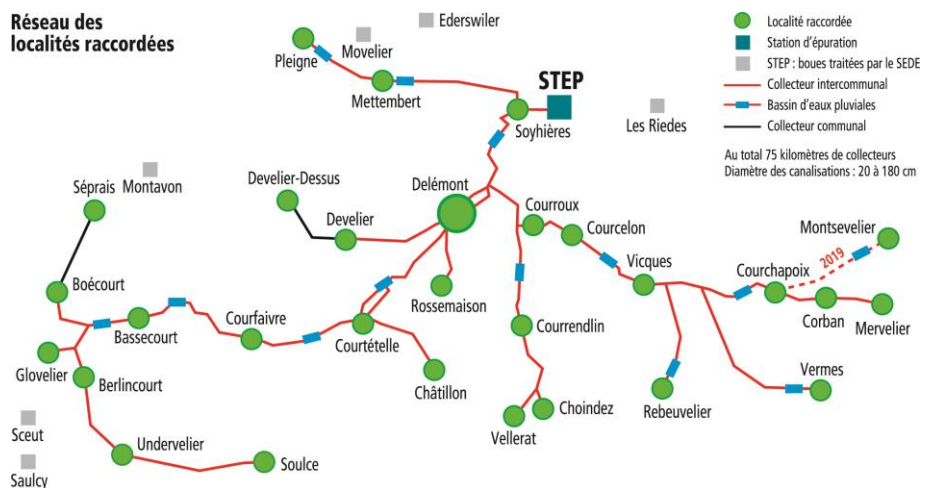 Réseau des
localités raccordées
Ederswiler
Movelier
Pleigne
Mettembert
STEP
Soyhières
Les Riedes
Localité raccordée
Station d'épuration
STEP : boues traitées par le SEDE
Collecteur intercommunal
Bassin d'eaux pluviales
Collecteur communal
Au total 75 kilomètres de collecteurs
Diamètre des canalisations : 20 à 180 cm
Séprais
Montavon
Develier-Dessus
Delémont
Develier
Courroux
Courcelon
Montsevelier
2019
Vicques
Courchapoix
Boécourt
Rossemaison
Bassecourt
Courfaivre
Courtételle
Courrendlin
Corban
Mervelier
Glovelier
Berlincourt
Châtillon
Vermes
Choindez
Rebeuvelier
Vellerat
Sceut
Undervelier
Soulce
Saulcy